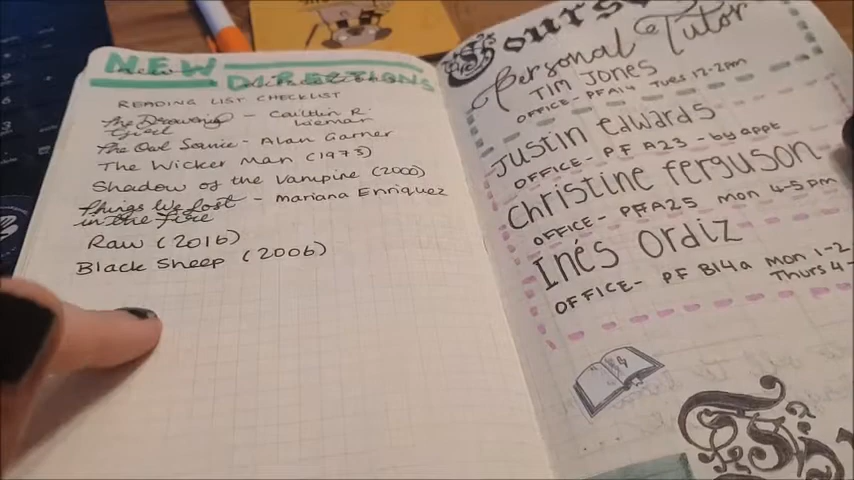 NEW DIRECTIONS
READING LIST CHECKLIST
The Drowning Girl - Caitlin R. Kiernan
The Owl Service - Alan Garner
The Wicker Man (1973)
Shadow of the Vampire (2000)
Things We Lost in the Fire - Mariana Enriquez
Raw (2016)
Black Sheep (2006)
Personal Tutor
TIM JONES
OFFICE - PFA14 TUES 12-2pm
Justin edwards
OFFICE - PF A23 - by appt
Christine ferguson
OFFICE - PFA25 MON 4-5pm
Inés Ordiz
OFFICE - PF B14a Mon 1-2
Thurs 4-